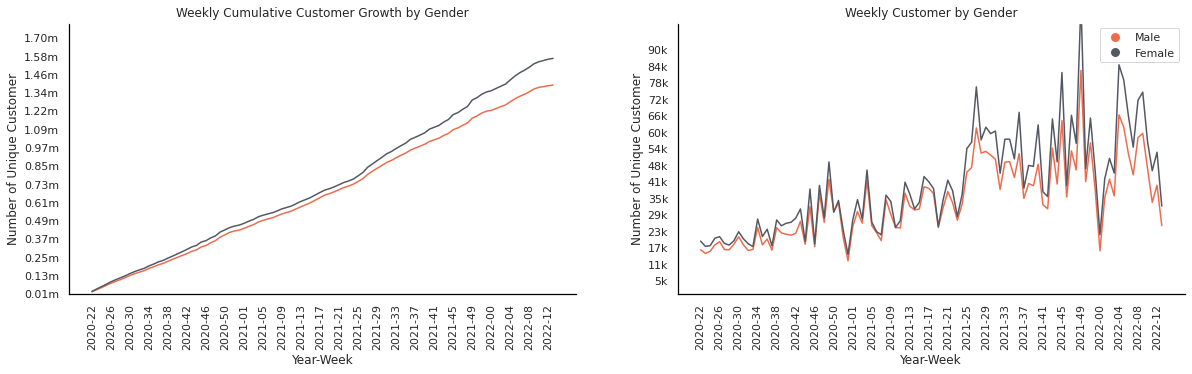 Weekly Cumulative Customer Growth by Gender
Number of Unique Customer
1.70m
1.58m
1.46m
1.34m
1.22m
1.09m
0.97m
0.85m
0.73m
0.61m
0.49m
0.37m
0.25m
0.13m
0.01m
2020-22
2020-26
2020-30
2020-34
2020-38
2020-42
2020-46
2020-50
2021-01
2021-05
2021-09
2021-13
2021-17
2021-21
2021-25
2021-29
2021-33
2021-37
2021-41
2021-45
2021-49
2022-00
2022-04
2022-08
2022-12
Year-Week
Weekly Customer by Gender
Number of Unique Customer
90k
84k
78k
72k
66k
60k
54k
48k
41k
35k
29k
23k
17k
11k
5k
Male
Female
2020-22
2020-26
2020-30
2020-34
2020-38
2020-42
2020-46
2020-50
2021-01
2021-05
2021-09
2021-13
2021-17
2021-21
2021-25
2021-29
2021-33
2021-37
2021-41
2021-45
2021-49
2022-00
2022-04
2022-08
2022-12
Year-Week